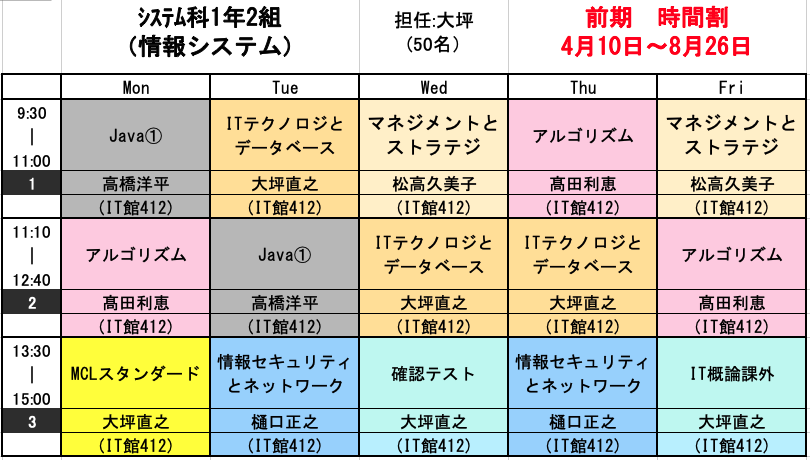 ｼｽﾃﾑ科1年2組
（情報システム）
担任:大坪
（50名）
前期　時間割
4月10日～8月26日
Mon Tue Wed Thu Fri
9:30
|
11:00
1
Java①
高橋洋平
（IT館412）
ITテクノロジと
データベース
大坪直之
（IT館412）
マネジメントと
ストラテジ
松高久美子
（IT館412）
アルゴリズム
髙田利恵
（IT館412）
マネジメントと
ストラテジ
松高久美子
（IT館412）
11:10
|
12:40
2
アルゴリズム
髙田利恵
（IT館412）
Java①
高橋洋平
（IT館412）
ITテクノロジと
データベース
大坪直之
（IT館412）
ITテクノロジと
データベース
大坪直之
（IT館412）
アルゴリズム
髙田利恵
（IT館412）
13:30
|
15:00
3
MCLスタンダード
大坪直之
（IT館412）
情報セキュリティ
とネットワーク
樋口正之
（IT館412）
確認テスト
大坪直之
（IT館412）
情報セキュリティ
とネットワーク
樋口正之
（IT館412）
IT概論課外
大坪直之
（IT館412）